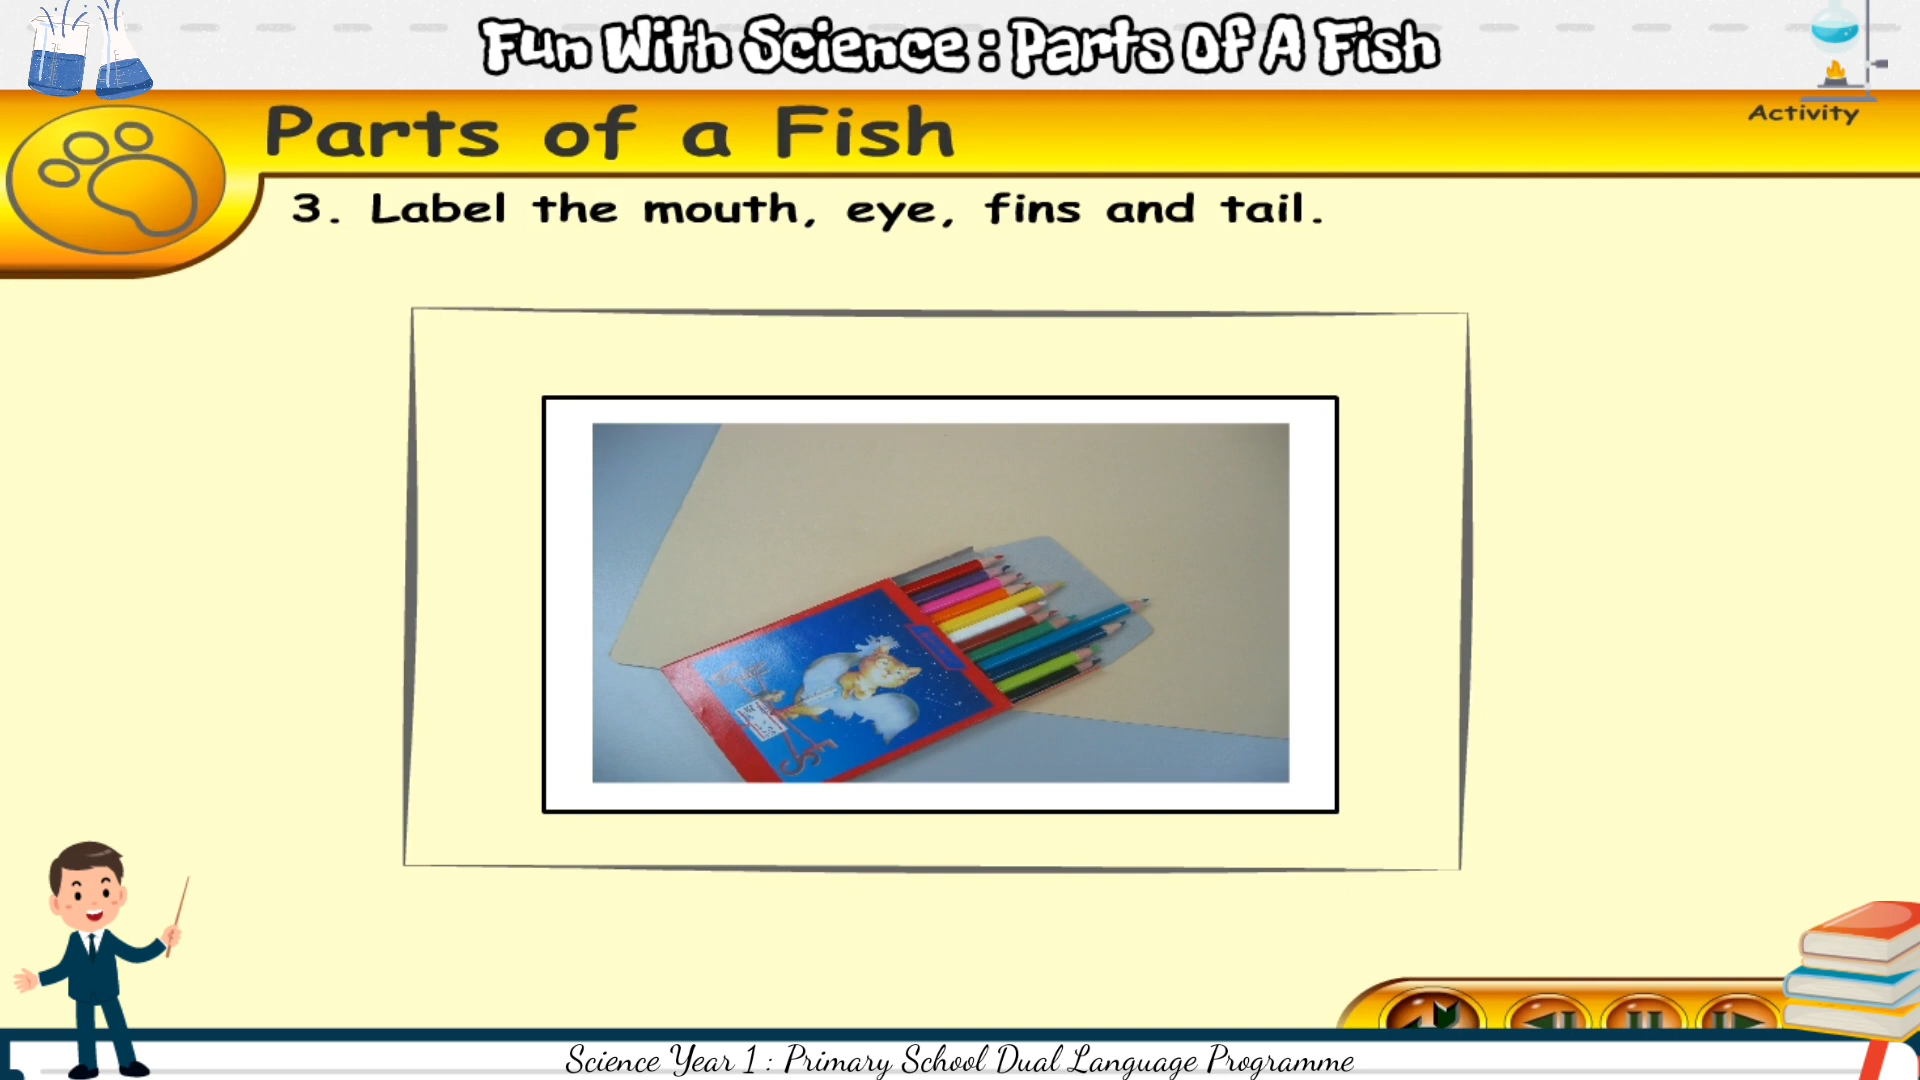 Fun With Science : Parts Of A Fish
Parts of a Fish
Activity
3. Label the mouth, eye, fins and tail.
Science Year 1 : Primary School Dual Language Programme